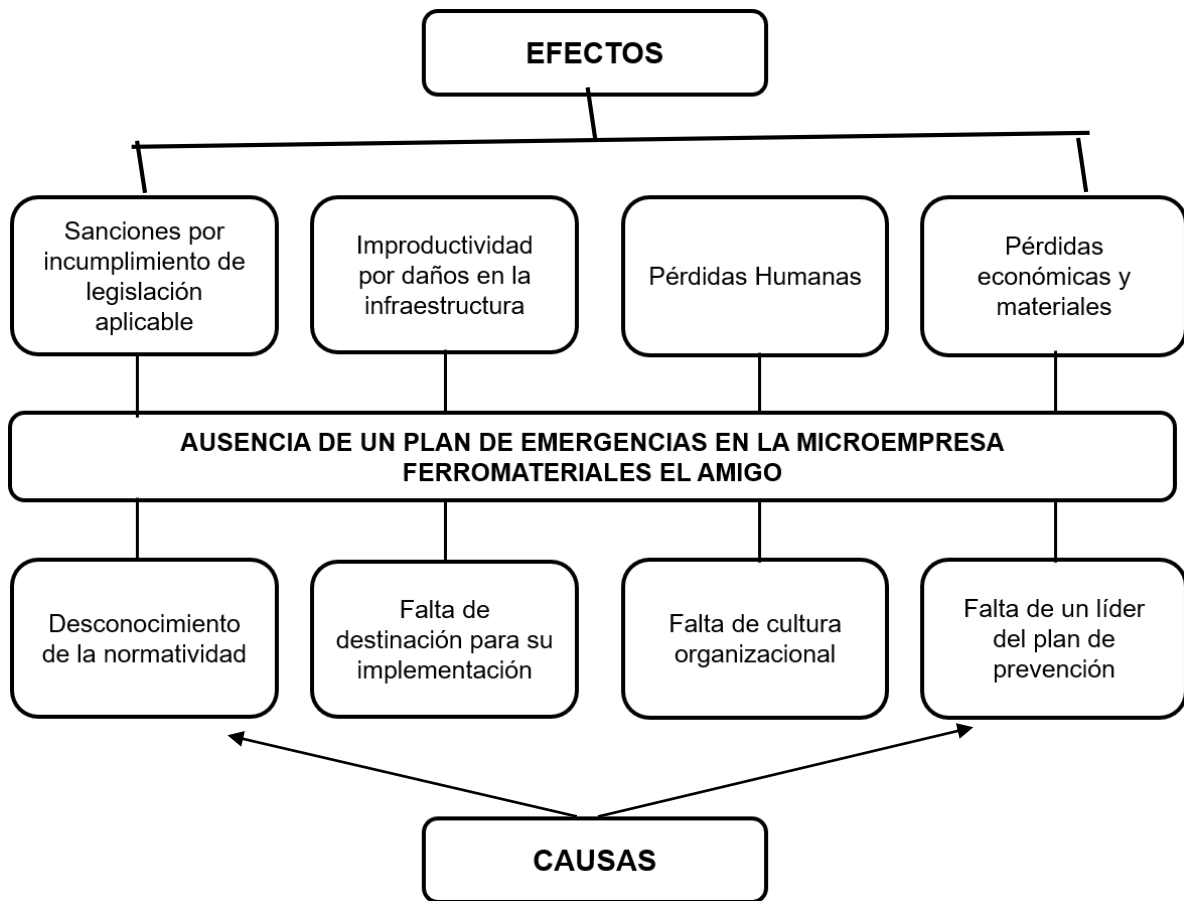 EFECTOS
Sanciones por
incumplimiento de
legislación
aplicable
Improductividad
por daños en la
infraestructura
Pérdidas Humanas
Pérdidas
económicas y
materiales
AUSENCIA DE UN PLAN DE EMERGENCIAS EN LA MICROEMPRESA
FERROMATERIALES EL AMIGO
Desconocimiento
de la normatividad
Falta de
destinación para su
implementación
Falta de cultura
organizacional
Falta de un líder
del plan de
prevención
CAUSAS